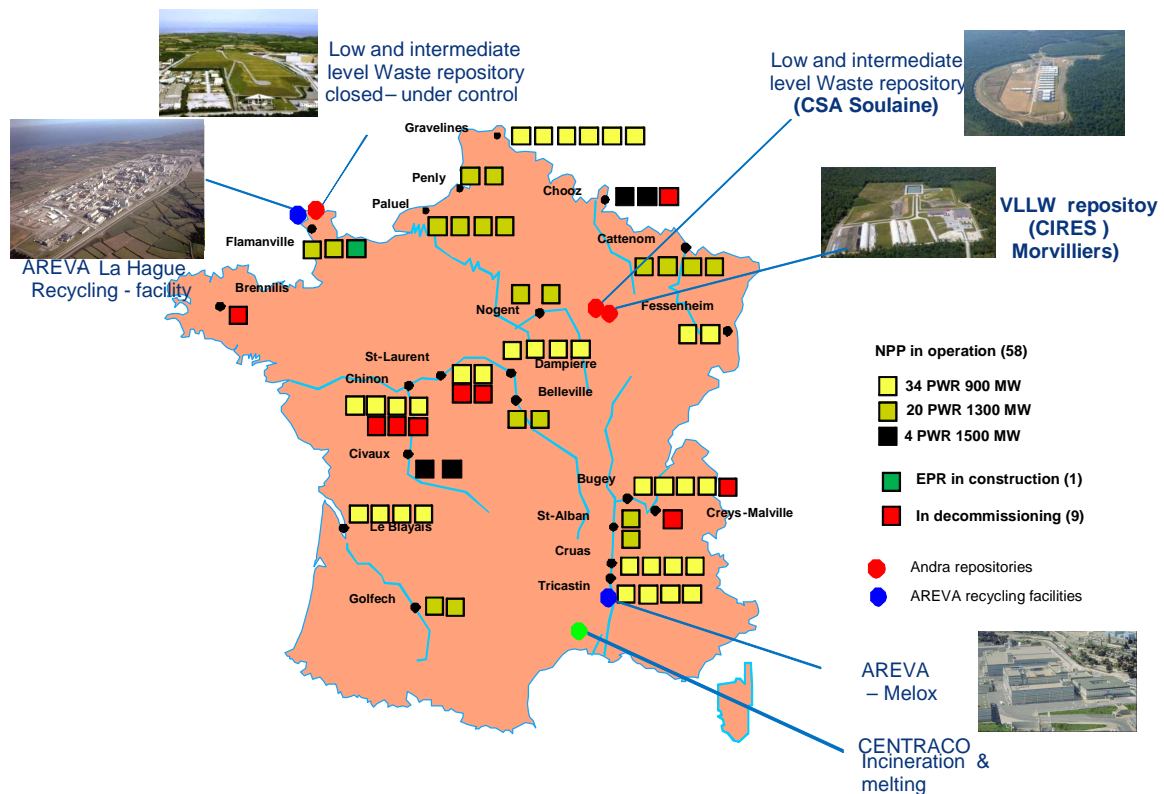 Low and intermediate
level Waste repository
closed – under control
Low and intermediate
level Waste repository
(CSA Soulaine)
Gravelines
Penly
Chooz
VLLW repositoy
(CIRES )
Morvilliers)
Paluel
Flamanville
Cattenom
AREVA La Hague
Recycling - facility
Brennilis
Nogent
Fessenheim
NPP in operation (58)
St-Laurent
Dampierre
34 PWR 900 MW
Chinon
Belleville
20 PWR 1300 MW
4 PWR 1500 MW
Civaux
Bugey
EPR in construction (1)
St-Alban
Creys-Malville
In decommissioning (9)
Le Blayais
Cruas
Andra repositories
Tricastin
Golfech
AREVA recycling facilities
AREVA
– Melox
CENTRACO
Incineration &
melting